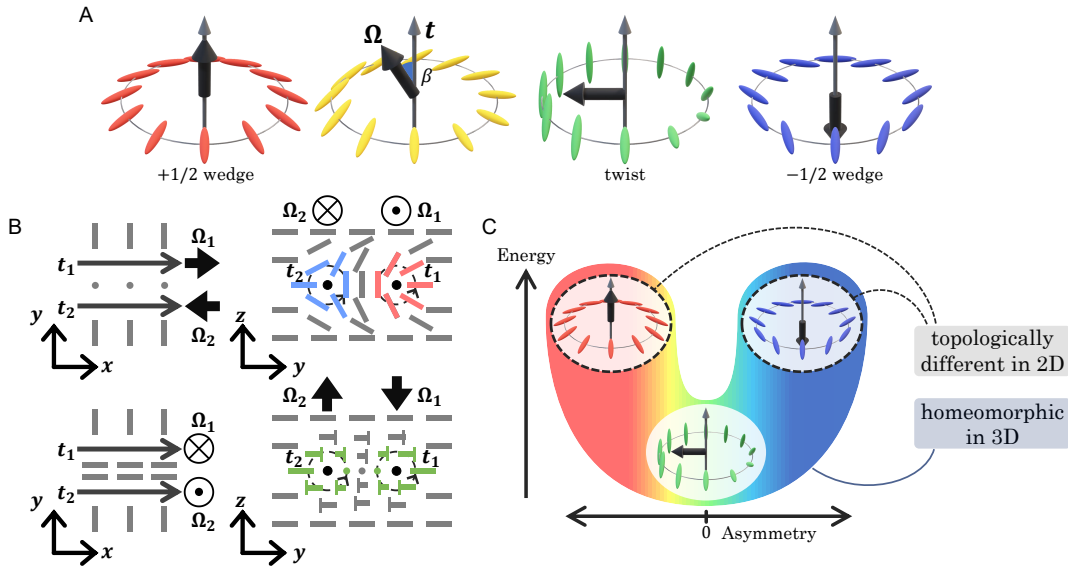 A
Ω t
β
+1/2 wedge
twist
−1/2 wedge
B
Ω₁
t₁
t₂
Ω₂
y
x
Ω₂ Ω₁
t₂ t₁
z
y
Ω₁
t₁
t₂
Ω₂
y
x
Ω₂ Ω₁
t₂ t₁
z
y
C
Energy
topologically
different in 2D
homeomorphic
in 3D
0 Asymmetry